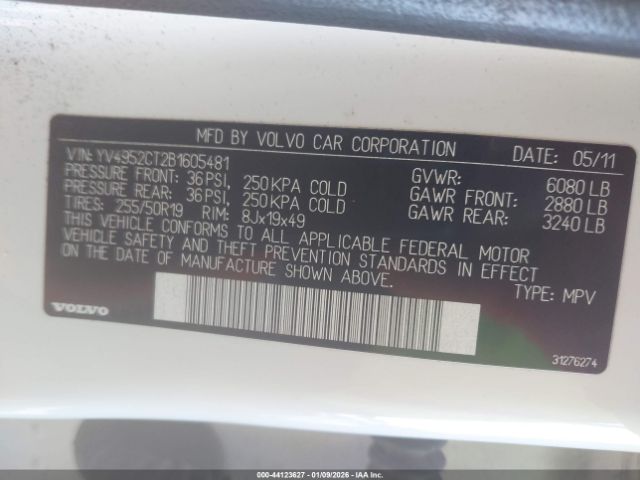 MFD BY VOLVO CAR CORPORATION DATE: 05/11
VIN: YV4952CT2B1605481
PRESSURE FRONT: 36 PSI, 250 KPA COLD GVWR: 6080 LB
PRESSURE REAR: 36 PSI, 250 KPA COLD GAWR FRONT: 2880 LB
TIRES: 255/50R19 RIM: 8Jx19x49 GAWR REAR: 3240 LB
THIS VEHICLE CONFORMS TO ALL APPLICABLE FEDERAL MOTOR
VEHICLE SAFETY AND THEFT PREVENTION STANDARDS IN EFFECT
ON THE DATE OF MANUFACTURE SHOWN ABOVE.
TYPE: MPV
VOLVO
31276274
000-44123627 - 01/09/2026 - IAAI.CA